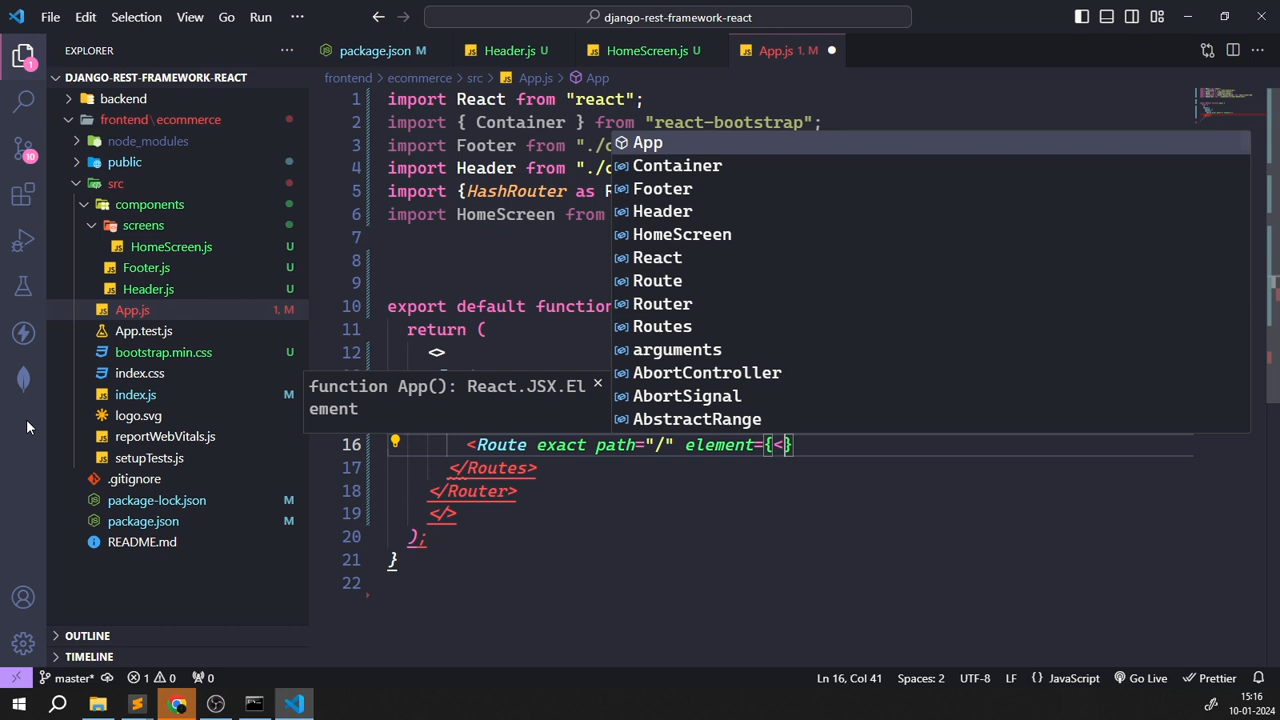 File Edit Selection View Go Run ··· django-rest-framework-react
EXPLORER ···
package.json M Header.js U HomeScreen.js U App.js 1, M
DJANGO-REST-FRAMEWORK-REACT
frontend > ecommerce > src > App.js > App
backend
frontend \ ecommerce
node_modules
public
src
components
screens
HomeScreen.js U
Footer.js U
Header.js U
App.js 1, M
App.test.js
bootstrap.min.css U
index.css
index.js M
logo.svg
reportWebVitals.js
setupTests.js
.gitignore
package-lock.json M
package.json M
README.md
OUTLINE
TIMELINE
1
10
1 import React from "react";
2 import { Container } from "react-bootstrap";
3 import Footer from "./c
4 import Header from "./c
5 import {HashRouter as R
6 import HomeScreen from
7
8
9
10 export default function
11 return (
12 <>
16 <Route exact path="/" element={<}
17 </Routes>
18 </Router>
19 </>
20 );
21 }
22
App
Container
Footer
Header
HomeScreen
React
Route
Router
Routes
arguments
AbortController
AbortSignal
AbstractRange
function App(): React.JSX.El
ement
master* 1 0 0 Ln 16, Col 41 Spaces: 2 UTF-8 LF {} JavaScript Go Live Prettier
15:16
10-01-2024